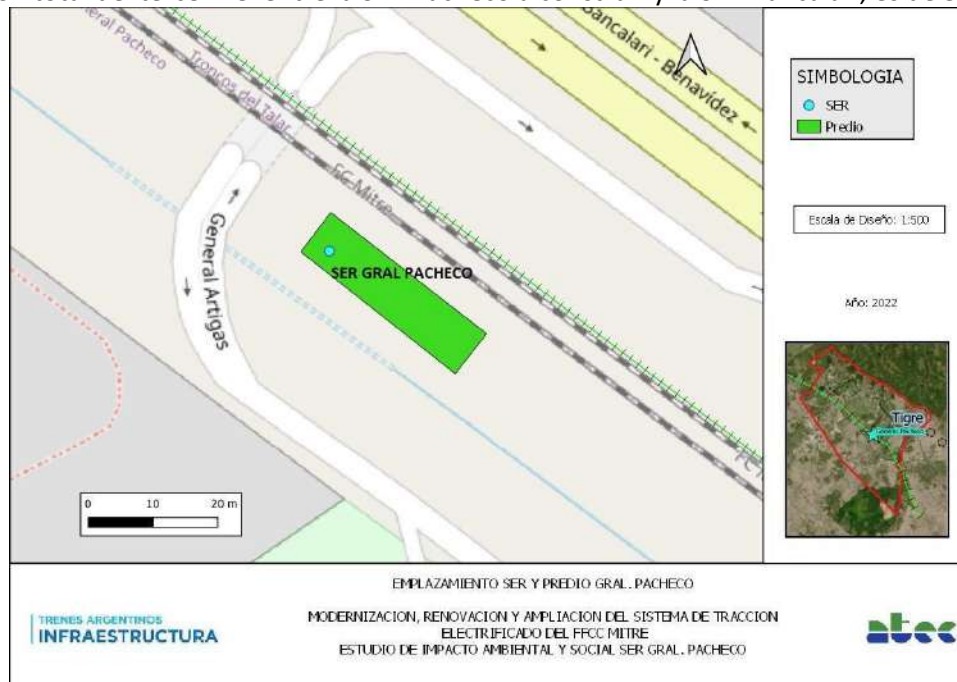 General Pacheco
Troncos del Talar
Bancalari - Benavídez
FC Mitre
General Artigas
SER GRAL PACHECO
0 10 20 m
SIMBOLOGIA
SER
Predio
Escala de Diseño: 1:500
Año: 2022
Tigre
EMPLAZAMIENTO SER Y PREDIO GRAL. PACHECO
MODERNIZACION, RENOVACION Y AMPLIACION DEL SISTEMA DE TRACCION
ELECTRIFICADO DEL FFCC MITRE
ESTUDIO DE IMPACTO AMBIENTAL Y SOCIAL SER GRAL. PACHECO
TRENES ARGENTINOS
INFRAESTRUCTURA
atec